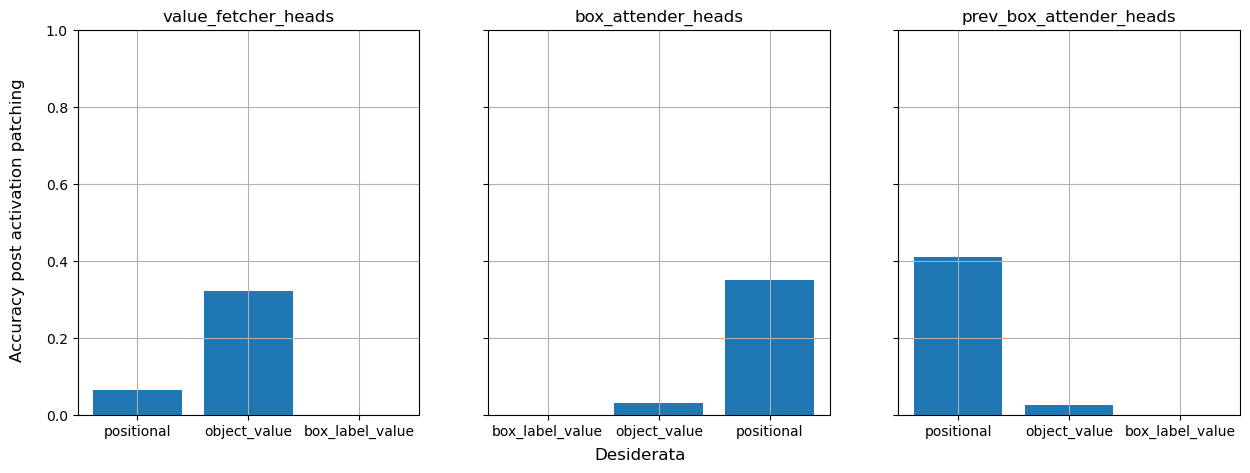 value_fetcher_heads
box_attender_heads
prev_box_attender_heads
Accuracy post activation patching
1.0
0.8
0.6
0.4
0.2
0.0
positional object_value box_label_value
box_label_value object_value positional
positional object_value box_label_value
Desiderata